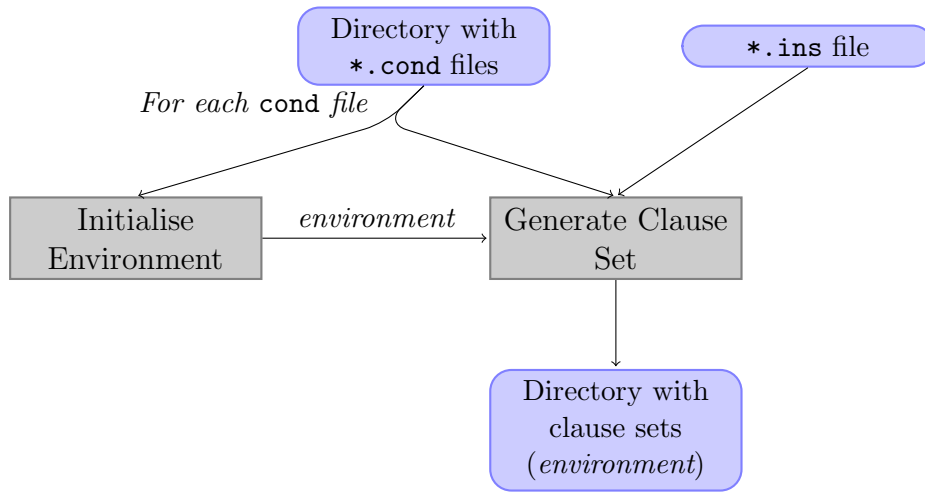 Directory with
*.cond files
*.ins file
For each cond file
Initialise
Environment
environment
Generate Clause
Set
Directory with
clause sets
(environment)